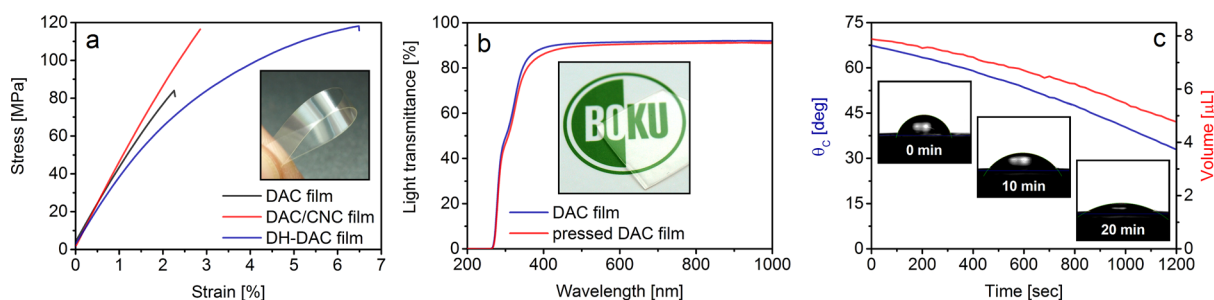 a
Stress [MPa]
120
100
80
60
40
20
0
0 1 2 3 4 5 6 7
Strain [%]
DAC film
DAC/CNC film
DH-DAC film
b
Light transmittance [%]
100
80
60
40
20
0
200 400 600 800 1000
Wavelength [nm]
BOKU
DAC film
pressed DAC film
c
θC [deg]
75
60
45
30
15
0
0 200 400 600 800 1000 1200
Time [sec]
0 min
10 min
20 min
8
6
4
2
0
Volume [µL]